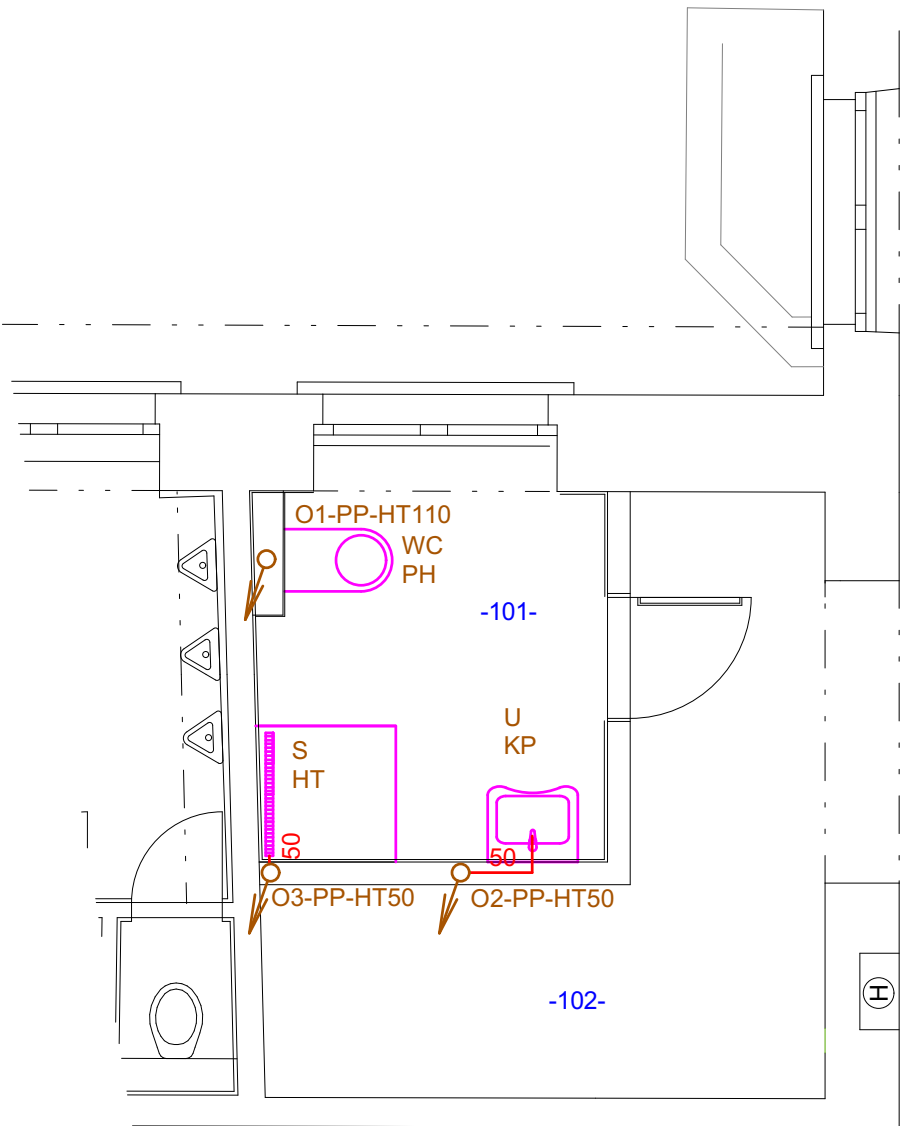 O1-PP-HT110
WC
PH
-101-
U
KP
S
HT
50
50
O3-PP-HT50
O2-PP-HT50
-102-
H